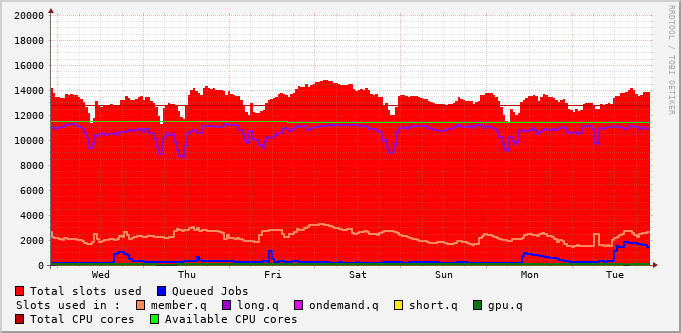 20000
18000
16000
14000
12000
10000
8000
6000
4000
2000
0
Wed Thu Fri Sat Sun Mon Tue
RRDTOOL / TOBI OETIKER
Total slots used Queued Jobs
Slots used in : member.q long.q ondemand.q short.q gpu.q
Total CPU cores Available CPU cores